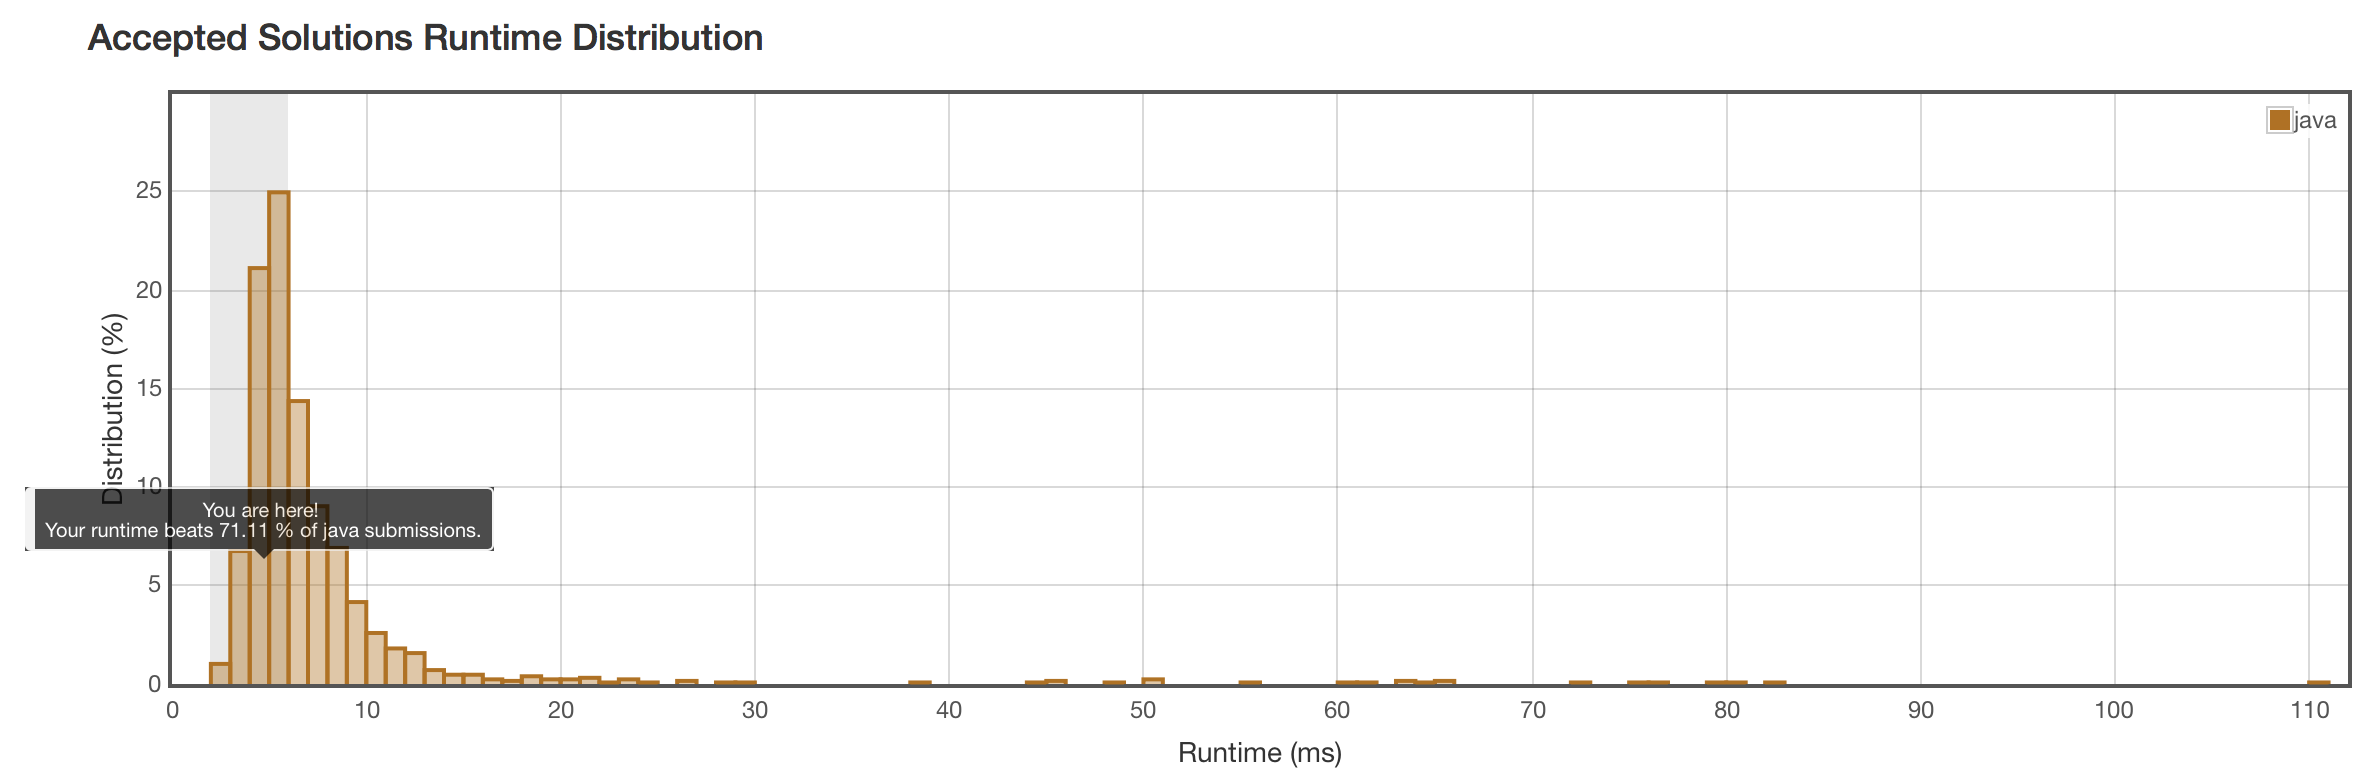 Accepted Solutions Runtime Distribution
java
25
20
15
10
5
0
Distribution (%)
You are here!
Your runtime beats 71.11 % of java submissions.
0 10 20 30 40 50 60 70 80 90 100 110
Runtime (ms)